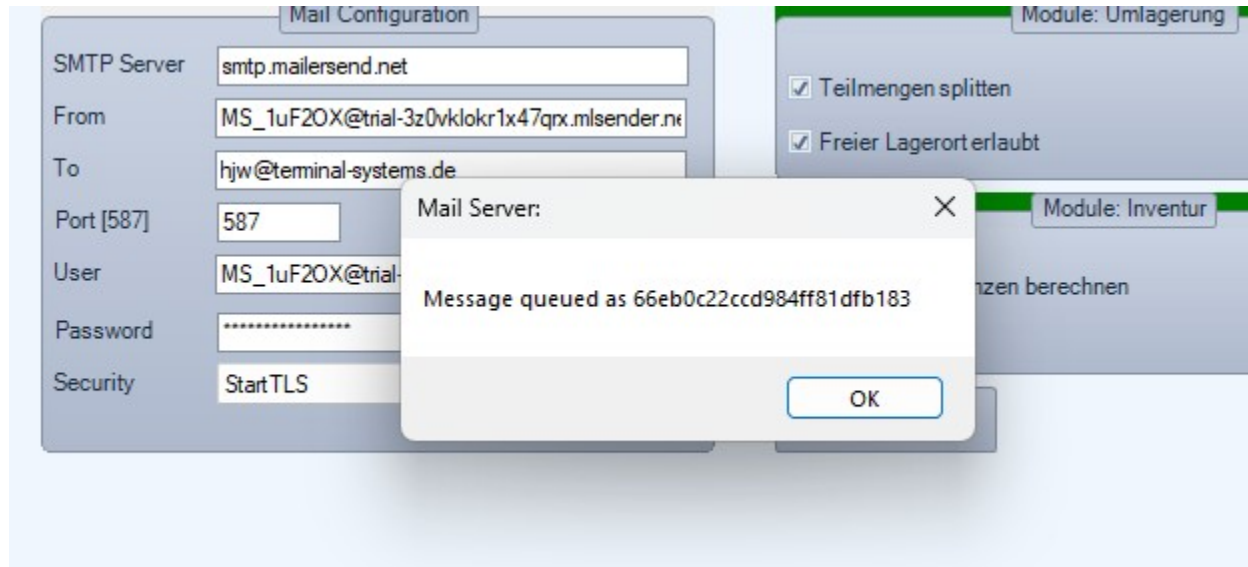 Mail Configuration
SMTP Server smtp.mailersend.net
From MS_1uF2OX@trial-3z0vklokr1x47qrx.mlsender.ne
To hjw@terminal-systems.de
Port [587] 587
User MS_1uF2OX@trial-
Password ****************
Security StartTLS
Module: Umlagerung
Teilmengen splitten
Freier Lagerort erlaubt
Module: Inventur
nzen berechnen
Mail Server:
Message queued as 66eb0c22ccd984ff81dfb183
OK